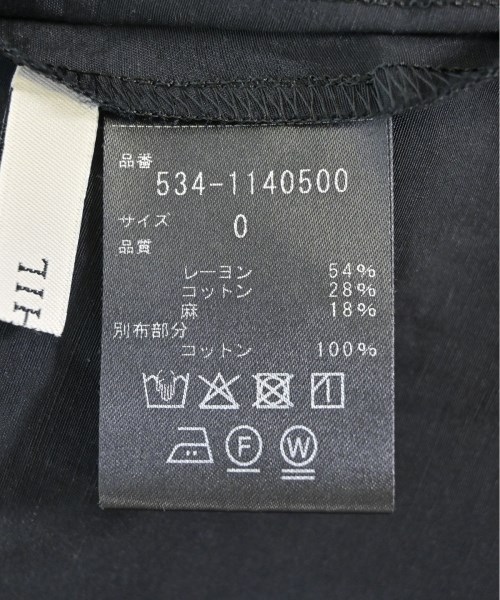 品番
534-1140500
サイズ 0
品質
レーヨン 54%
コットン 28%
麻 18%
別布部分
コットン 100%
F W
HIL